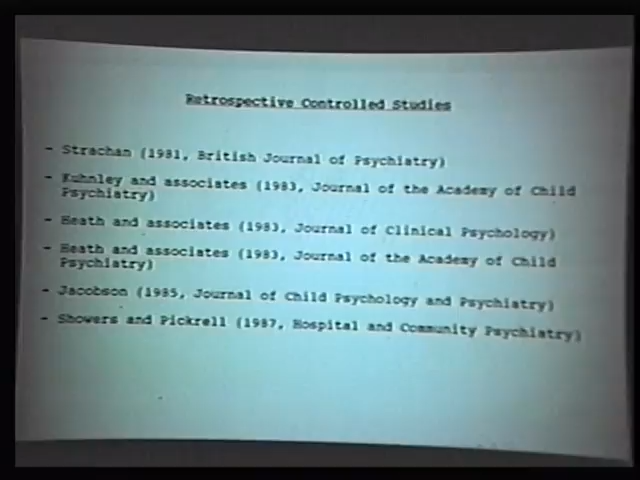 Retrospective Controlled Studies
- Strachan (1981, British Journal of Psychiatry)
- Kuhnley and associates (1983, Journal of the Academy of Child
Psychiatry)
- Heath and associates (1983, Journal of Clinical Psychology)
- Heath and associates (1983, Journal of the Academy of Child
Psychiatry)
- Jacobson (1985, Journal of Child Psychology and Psychiatry)
- Showers and Pickrell (1987, Hospital and Community Psychiatry)